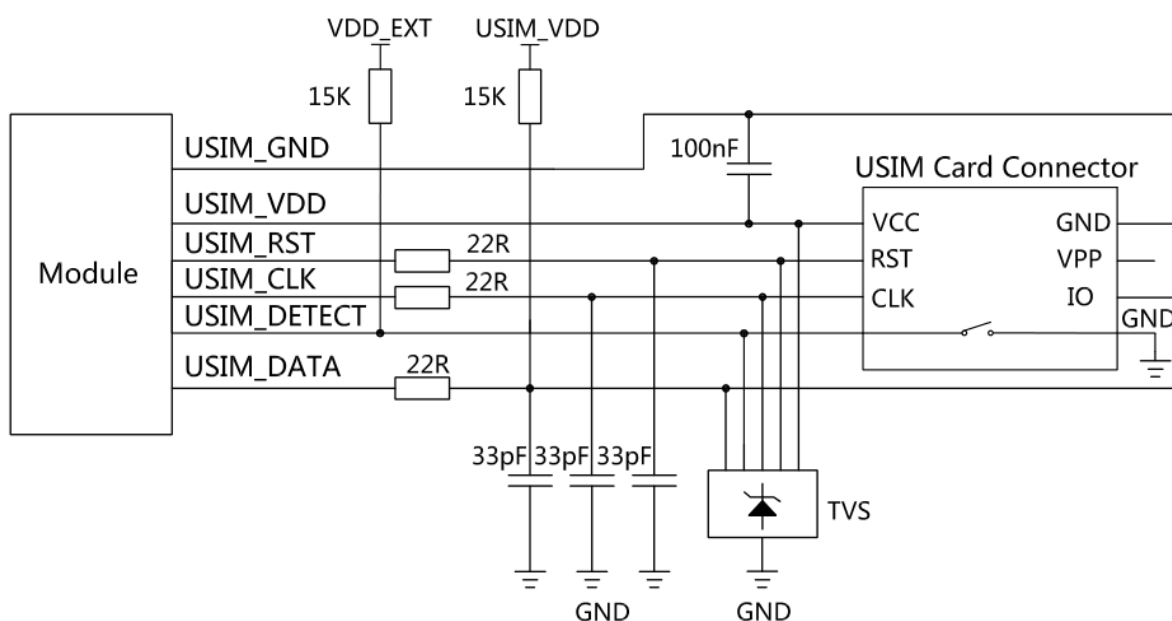 VDD_EXT USIM_VDD
15K 15K
USIM_GND
100nF
USIM Card Connector
USIM_VDD
VCC GND
USIM_RST 22R
RST VPP
Module
USIM_CLK 22R
CLK IO
USIM_DETECT
GND
USIM_DATA 22R
33pF 33pF 33pF
TVS
GND GND